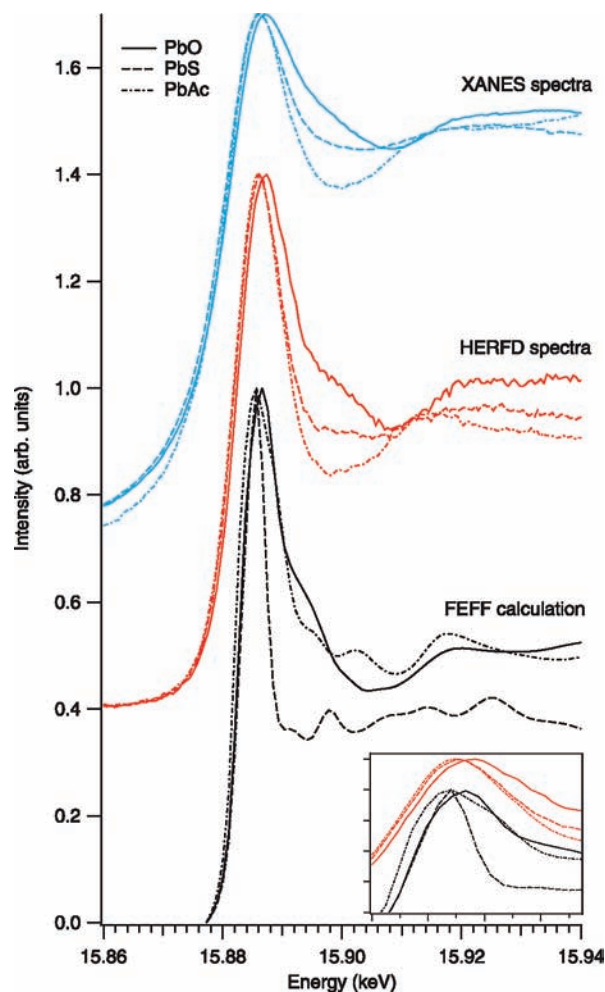 PbO
PbS
PbAc
XANES spectra
HERFD spectra
FEFF calculation
Intensity (arb. units)
1.6
1.4
1.2
1.0
0.8
0.6
0.4
0.2
0.0
15.86
15.88
15.90
15.92
15.94
Energy (keV)